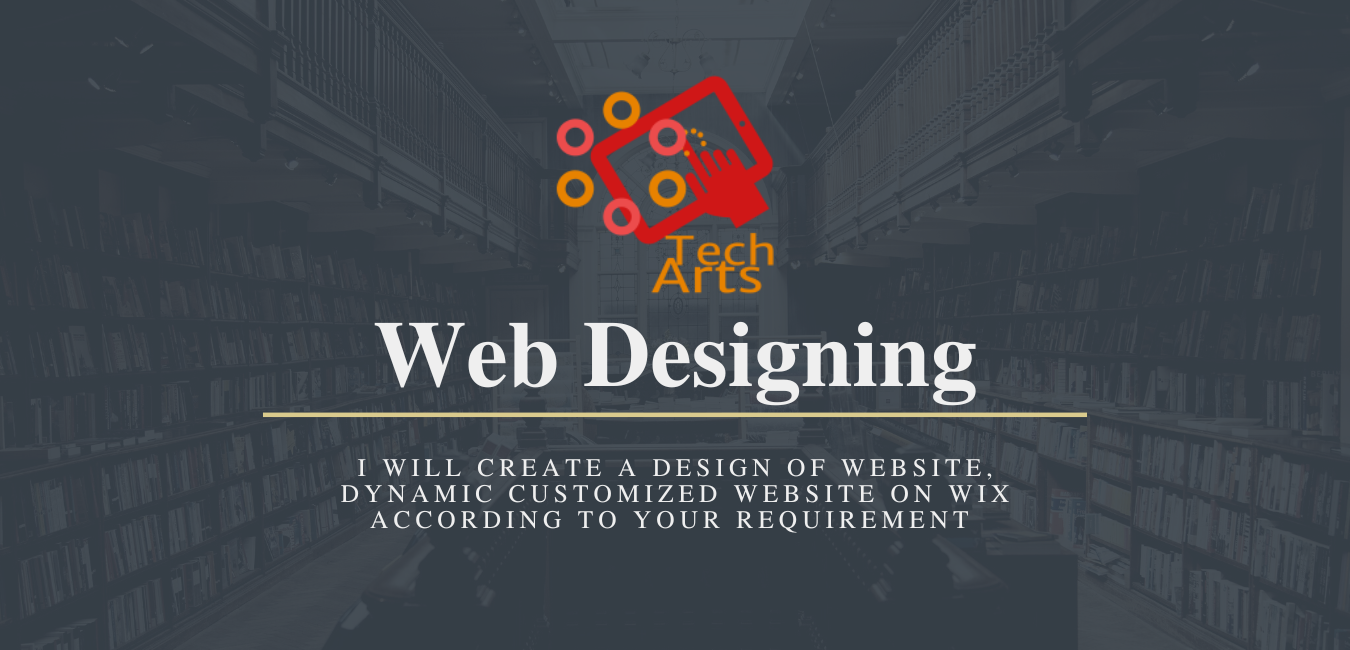 Tech
Arts
Web Designing
I WILL CREATE A DESIGN OF WEBSITE,
DYNAMIC CUSTOMIZED WEBSITE ON WIX
ACCORDING TO YOUR REQUIREMENT